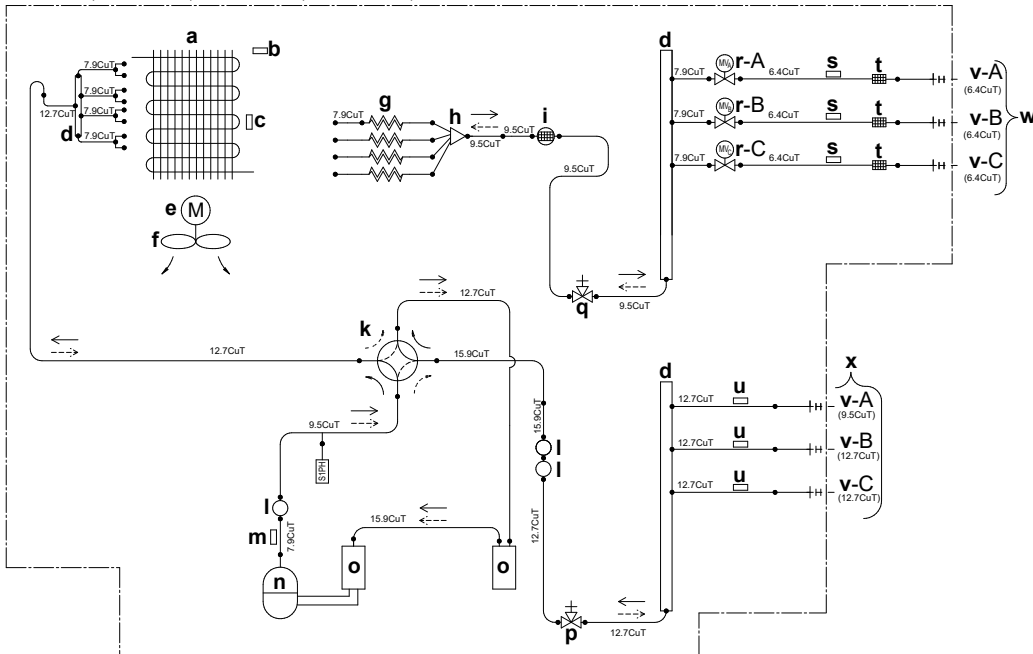 a
b
c
d
7.9CuT
7.9CuT
7.9CuT
7.9CuT
12.7CuT
e
M
f
g
7.9CuT
h
9.5CuT
9.5CuT
i
9.5CuT
q
9.5CuT
d
7.9CuT
r-A
6.4CuT
s
t
v-A
(6.4CuT)
7.9CuT
r-B
6.4CuT
s
t
v-B
(6.4CuT)
7.9CuT
r-C
6.4CuT
s
t
v-C
(6.4CuT)
w
k
12.7CuT
12.7CuT
15.9CuT
9.5CuT
S1PH
l
m
7.9CuT
n
15.9CuT
o
o
15.9CuT
l
l
12.7CuT
p
12.7CuT
d
x
12.7CuT
u
v-A
(9.5CuT)
12.7CuT
u
v-B
(12.7CuT)
12.7CuT
u
v-C
(12.7CuT)